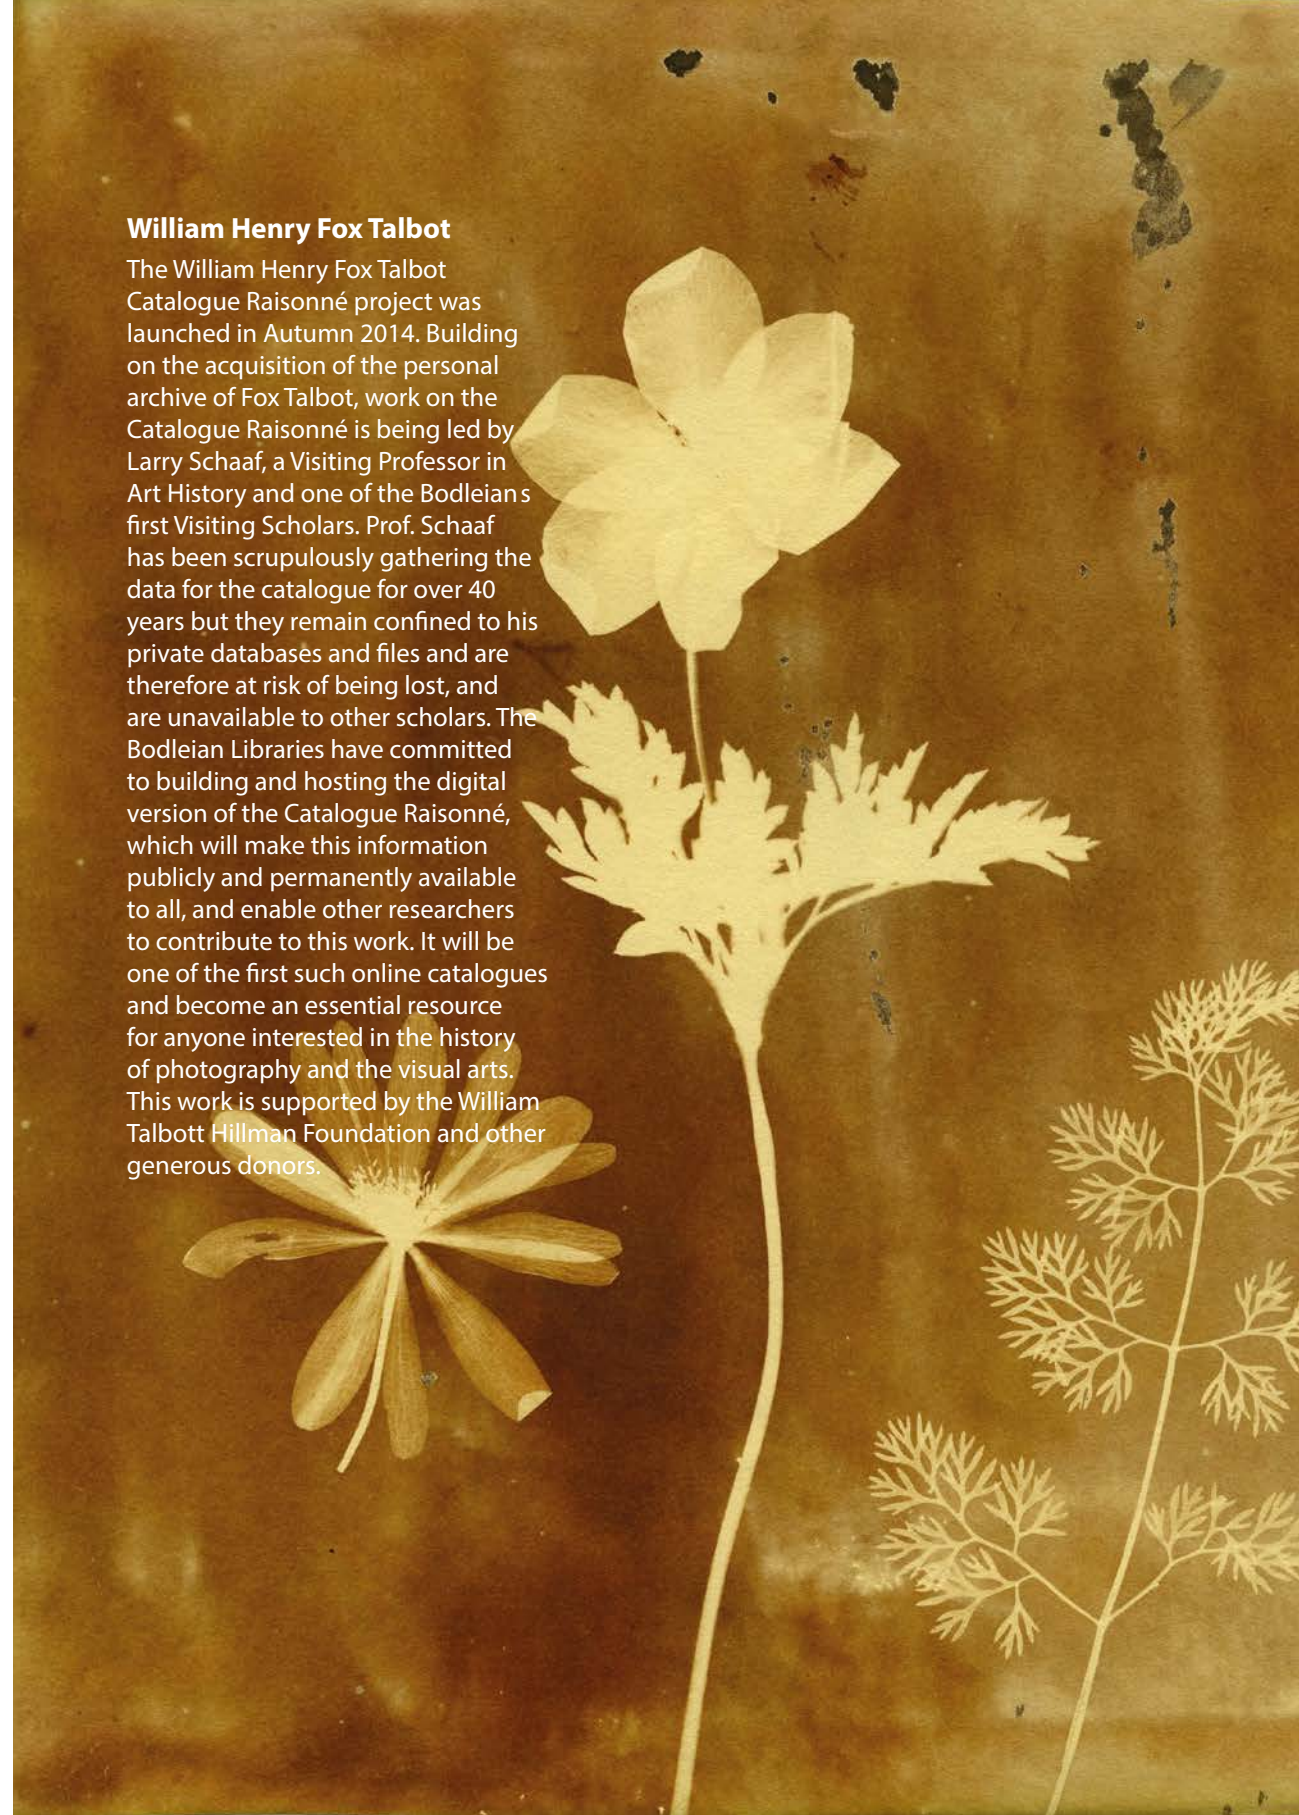 William Henry Fox Talbot
The William Henry Fox Talbot
Catalogue Raisonné project was
launched in Autumn 2014. Building
on the acquisition of the personal
archive of Fox Talbot, work on the
Catalogue Raisonné is being led by
Larry Schaaf, a Visiting Professor in
Art History and one of the Bodleians
first Visiting Scholars. Prof. Schaaf
has been scrupulously gathering the
data for the catalogue for over 40
years but they remain confined to his
private databases and files and are
therefore at risk of being lost, and
are unavailable to other scholars. The
Bodleian Libraries have committed
to building and hosting the digital
version of the Catalogue Raisonné,
which will make this information
publicly and permanently available
to all, and enable other researchers
to contribute to this work. It will be
one of the first such online catalogues
and become an essential resource
for anyone interested in the history
of photography and the visual arts.
This work is supported by the William
Talbott Hillman Foundation and other
generous donors.